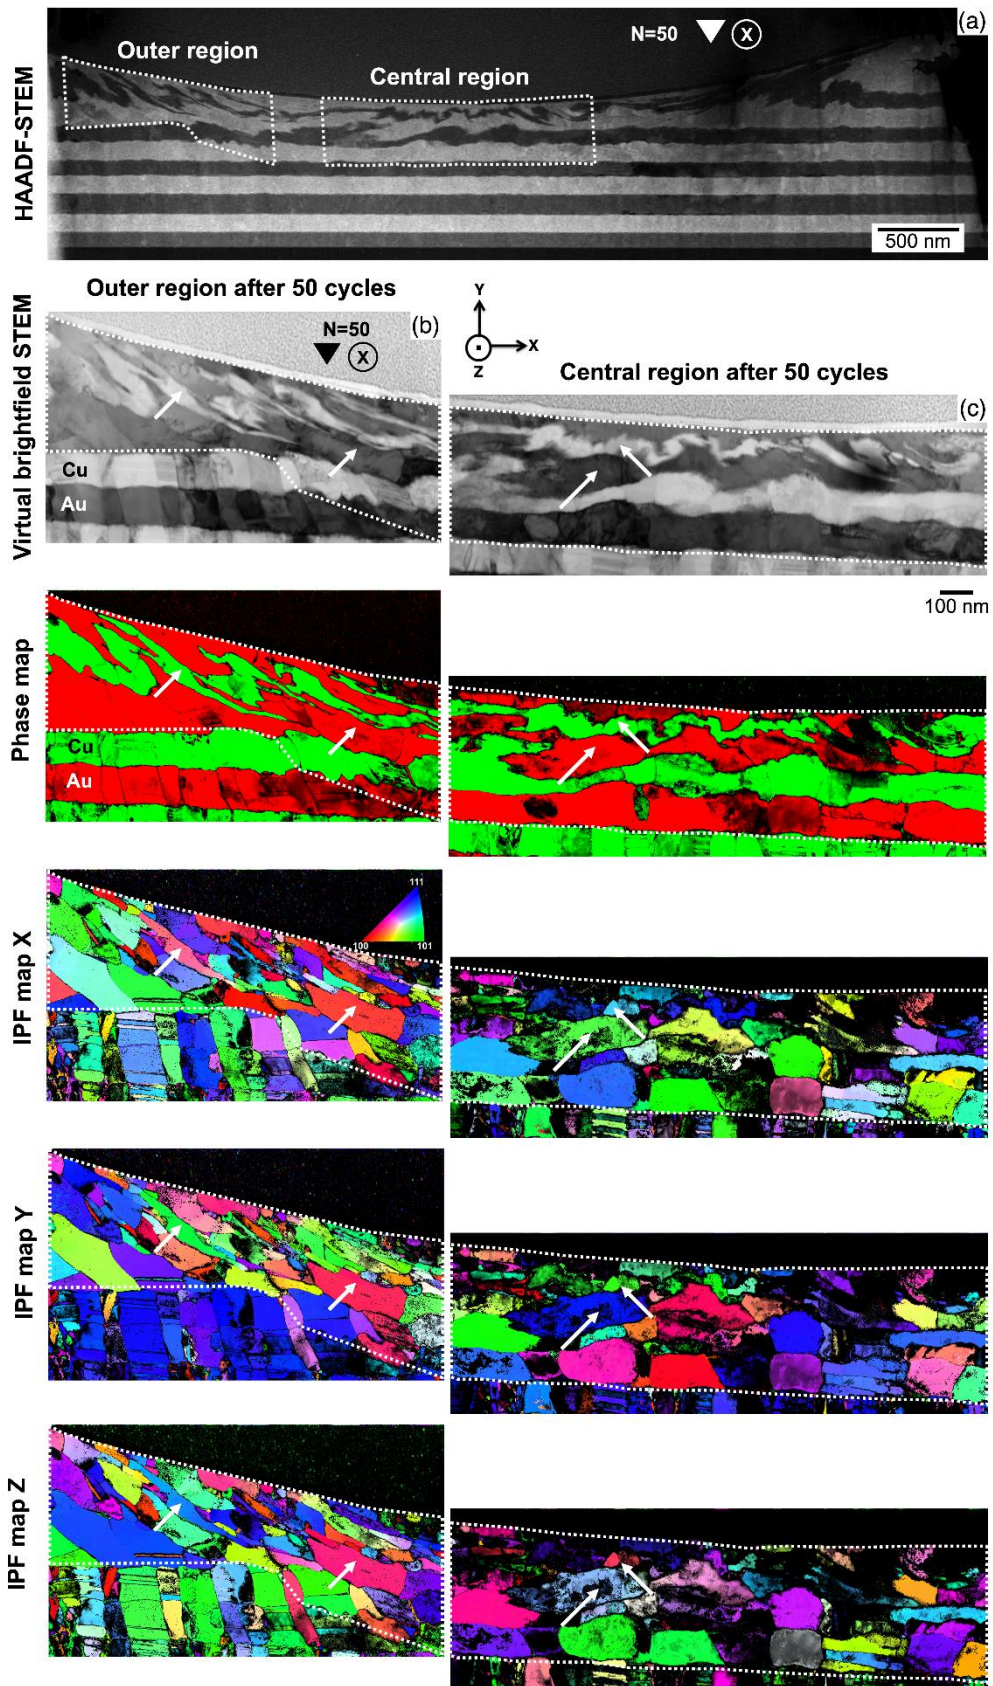 HAADF-STEM
(a)
N=50
X
Outer region
Central region
500 nm
Virtual brightfield STEM
Outer region after 50 cycles
(b)
N=50
X
Cu
Au
Y
X
Z
Central region after 50 cycles
(c)
100 nm
Phase map
Cu
Au
IPF map X
111
100
101
IPF map Y
IPF map Z